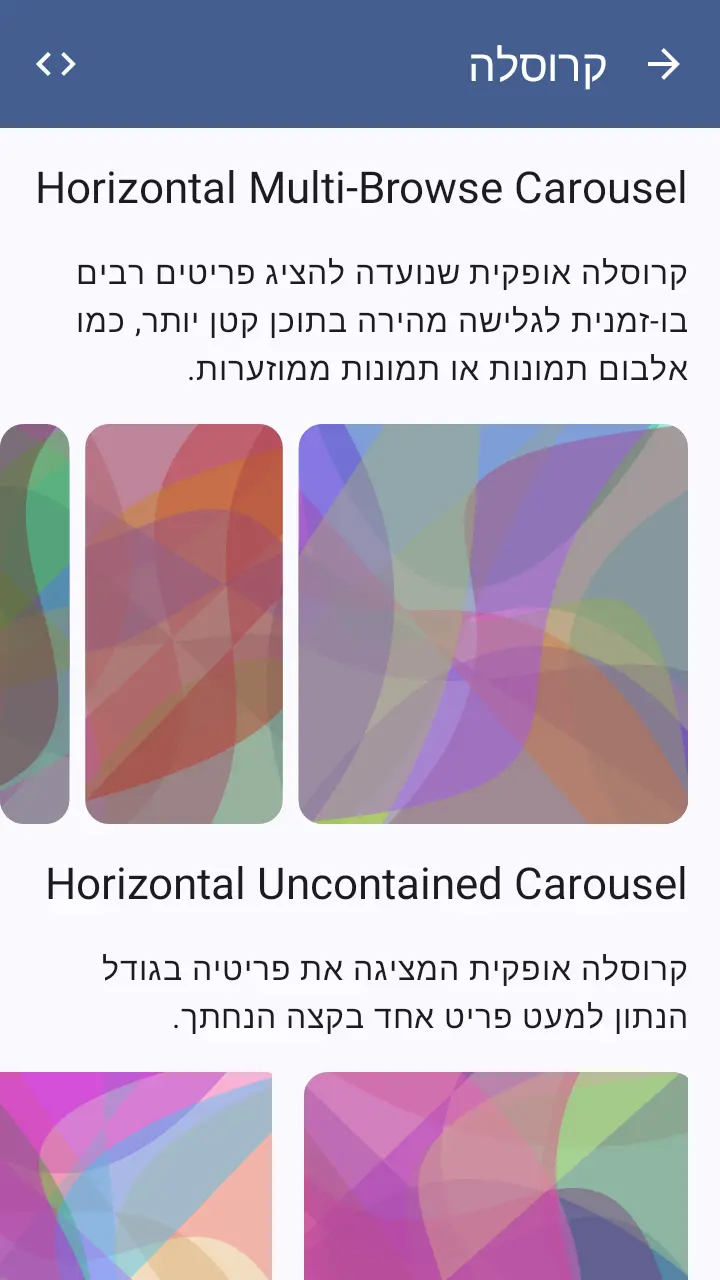 קרוסלה
Horizontal Multi-Browse Carousel
קרוסלה אופקית שנועדה להציג פריטים רבים
בו-זמנית לגלישה מהירה בתוכן קטן יותר, כמו
אלבום תמונות או תמונות ממוזערות.
Horizontal Uncontained Carousel
קרוסלה אופקית המציגה את פריטיה בגודל
הנתון למעט פריט אחד בקצה הנחתך.